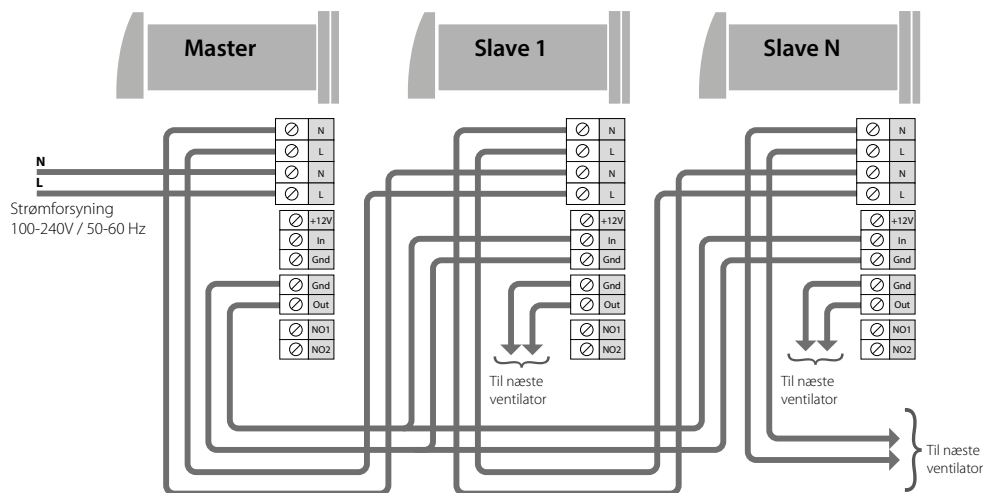 Master
Slave 1
Slave N
N
L
Strømforsyning
100-240V / 50-60 Hz
N
L
N
L
+12V
In
Gnd
Gnd
Out
NO1
NO2
N
L
N
L
+12V
In
Gnd
Gnd
Out
NO1
NO2
Til næste
ventilator
N
L
N
L
+12V
In
Gnd
Gnd
Out
NO1
NO2
Til næste
ventilator
Til næste
ventilator